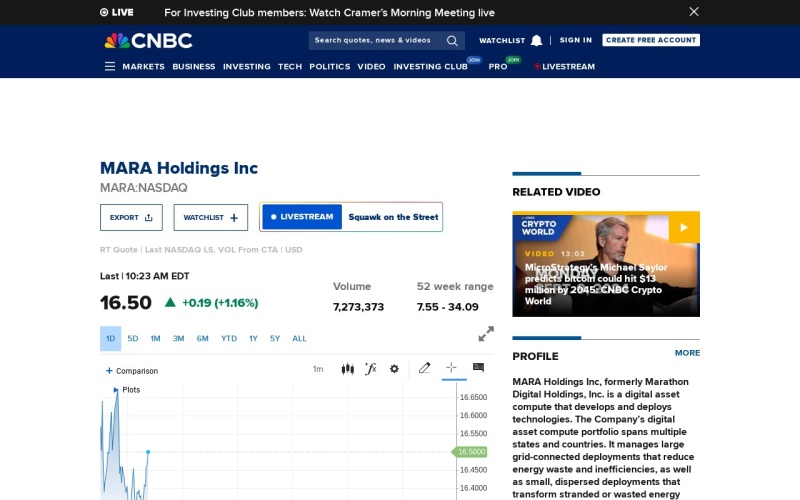 LIVE
For Investing Club members: Watch Cramer's Morning Meeting live
CNBC
Search quotes, news & videos
WATCHLIST
SIGN IN
CREATE FREE ACCOUNT
MARKETS
BUSINESS
INVESTING
TECH
POLITICS
VIDEO
INVESTING CLUB
JOIN
PRO
JOIN
LIVESTREAM
MARA Holdings Inc
MARA:NASDAQ
EXPORT
WATCHLIST
LIVESTREAM
Squawk on the Street
RT Quote | Last NASDAQ LS, VOL From CTA | USD
Last | 10:23 AM EDT
16.50
+0.19 (+1.16%)
Volume
7,273,373
52 week range
7.55 - 34.09
1D
5D
1M
3M
6M
YTD
1Y
5Y
ALL
+ Comparison
1m
Plots
16.6500
16.6000
16.5500
16.5000
16.4500
16.4000
RELATED VIDEO
CRYPTO
WORLD
VIDEO 13:03
MicroStrategy's Michael Saylor
predicts bitcoin could hit $13
million by 2045: CNBC Crypto
World
MONDAY
PROFILE
MORE
MARA Holdings Inc, formerly Marathon
Digital Holdings, Inc. is a digital asset
compute that develops and deploys
technologies. The Company's digital
asset compute portfolio spans multiple
states and countries. It manages large
grid-connected deployments that reduce
energy waste and inefficiencies, as well
as small, dispersed deployments that
transform stranded or wasted energy